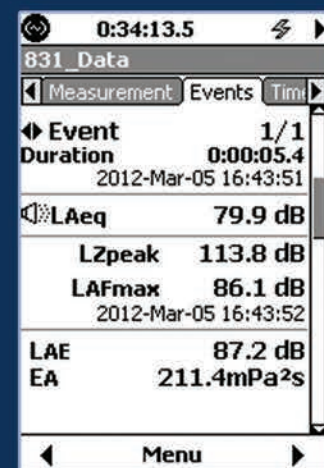 0:34:13.5
831_Data
Measurement Events Time
Event 1/1
Duration 0:00:05.4
2012-Mar-05 16:43:51
LAeq 79.9 dB
LZpeak 113.8 dB
LAFmax 86.1 dB
2012-Mar-05 16:43:52
LAE 87.2 dB
EA 211.4mPa²s
Menu